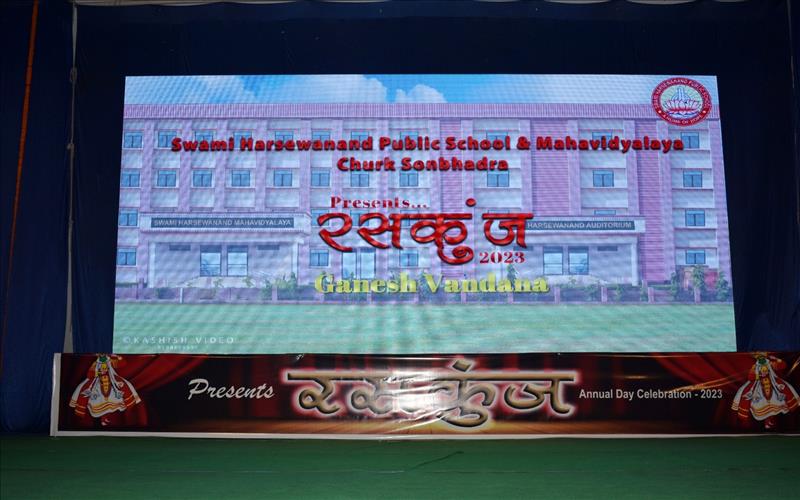 Swami Harsewanand Public School & Mahavidyalaya
Churk Sonbhadra
Presents...
रसकुंज
2023
Ganesh Vandana
SWAMI HARSEWANAND MAHAVIDYALAYA
HARSEWANAND AUDITORIUM
©KASHISH VIDEO
Presents
रसकुंज
Annual Day Celebration - 2023